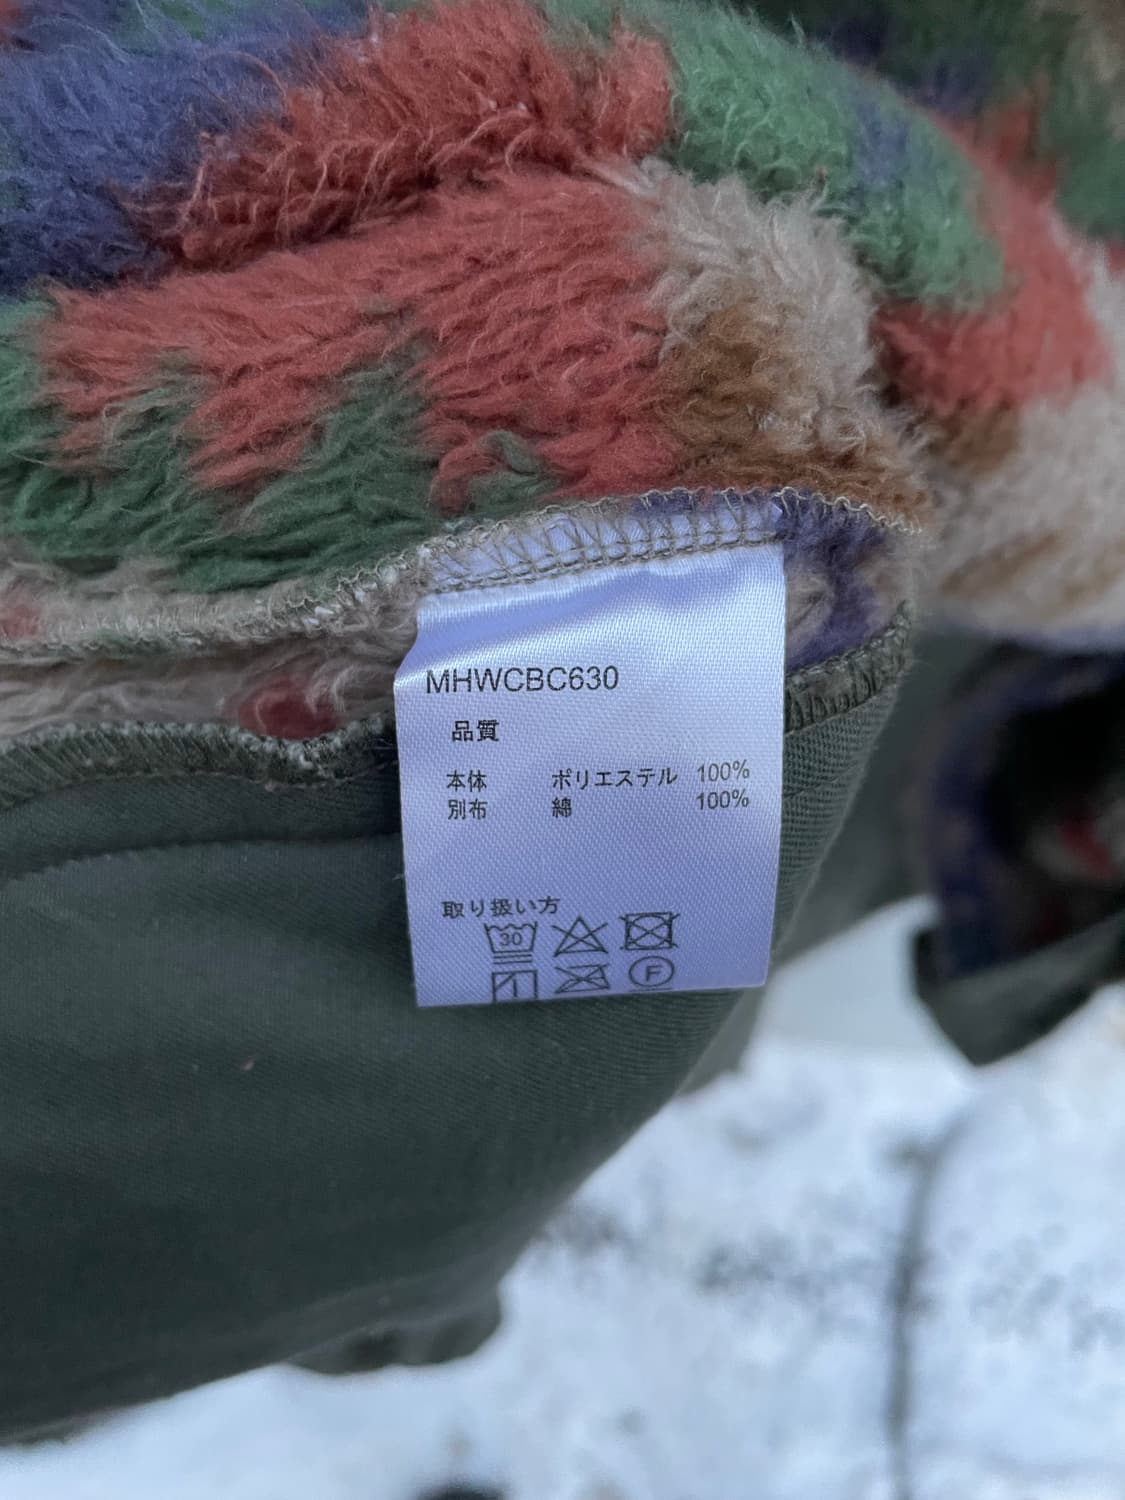 MHWCBC630
品質
本体 ポリエステル 100%
別布 綿 100%
取り扱い方
30
F